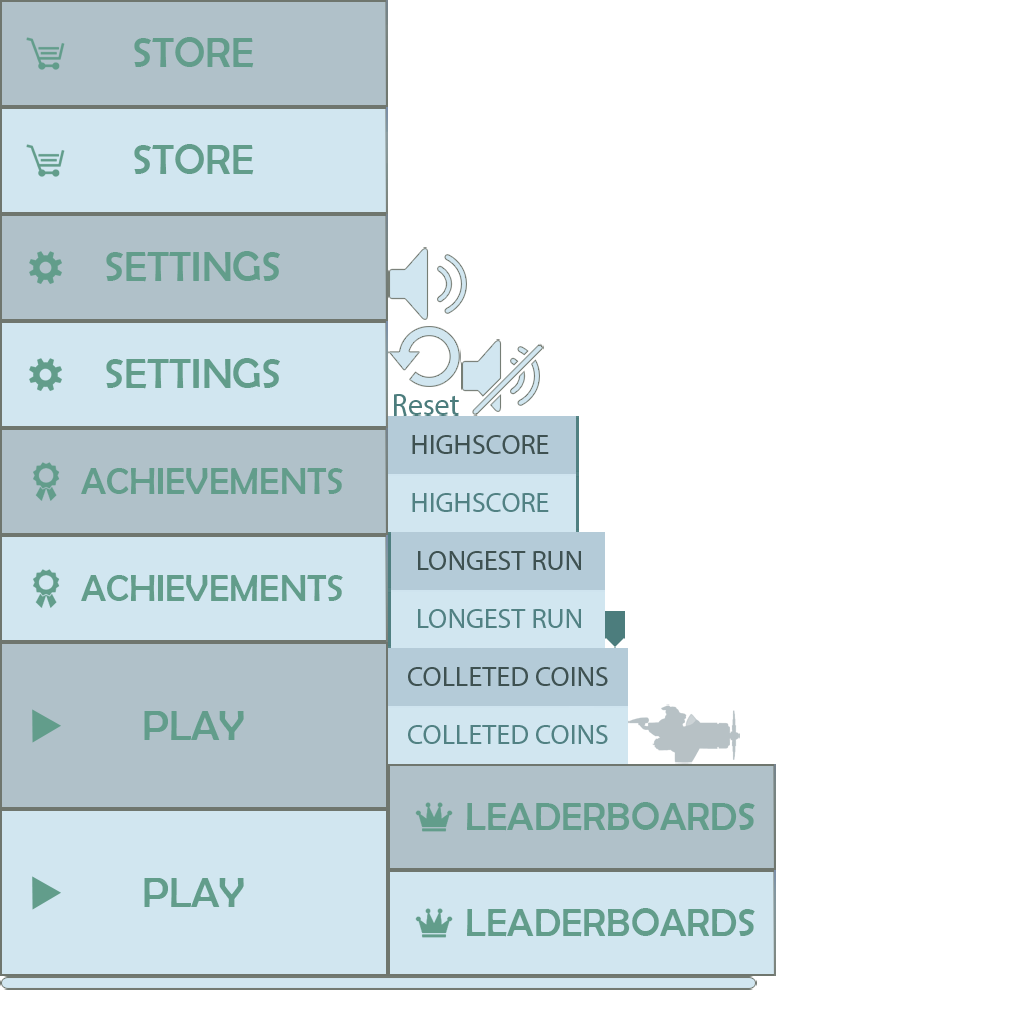 STORE
STORE
SETTINGS
SETTINGS
Reset
HIGHSCORE
ACHIEVEMENTS
HIGHSCORE
LONGEST RUN
ACHIEVEMENTS
LONGEST RUN
COLLETED COINS
PLAY
COLLETED COINS
LEADERBOARDS
PLAY
LEADERBOARDS